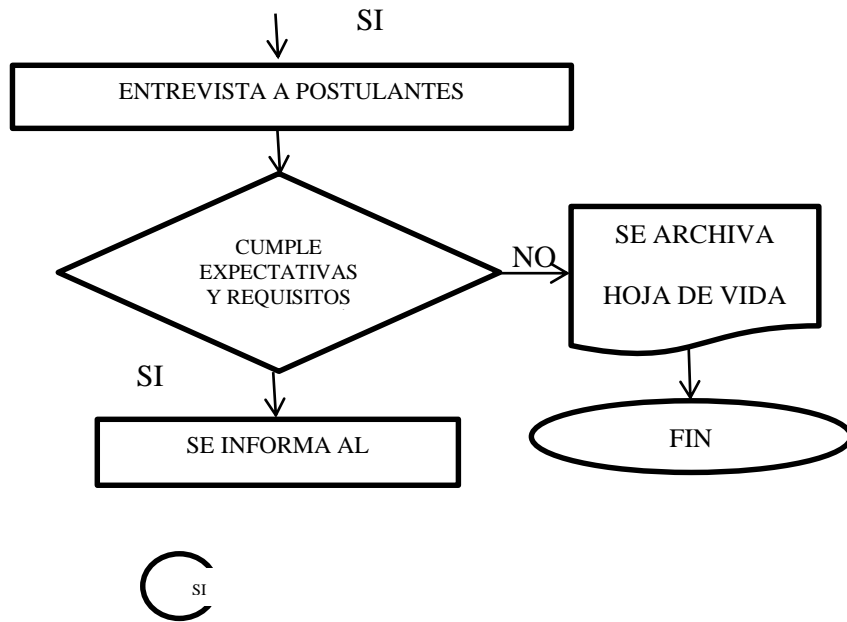 SI
ENTREVISTA A POSTULANTES
CUMPLE
EXPECTATIVAS
Y REQUISITOS
NO
SE ARCHIVA
HOJA DE VIDA
SI
SE INFORMA AL
FIN
SI